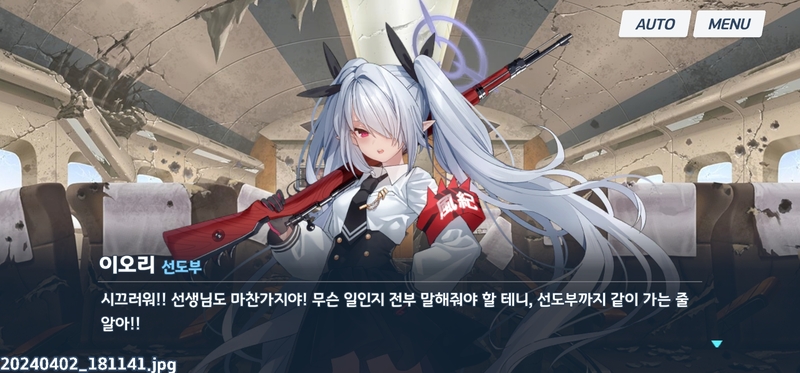 AUTO
MENU
風紀
이오리 선도부
시끄러워!! 선생님도 마찬가지야! 무슨 일인지 전부 말해줘야 할 테니, 선도부까지 같이 가는 줄
알아!!
20240402_181141.jpg